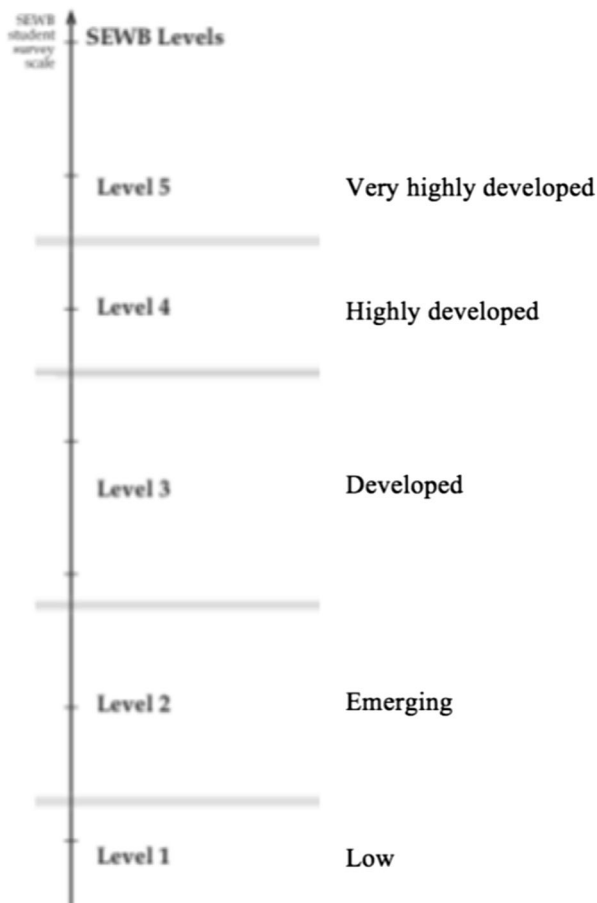 SEWB
student
survey
scale
SEWB Levels
Level 5
Very highly developed
Level 4
Highly developed
Level 3
Developed
Level 2
Emerging
Level 1
Low